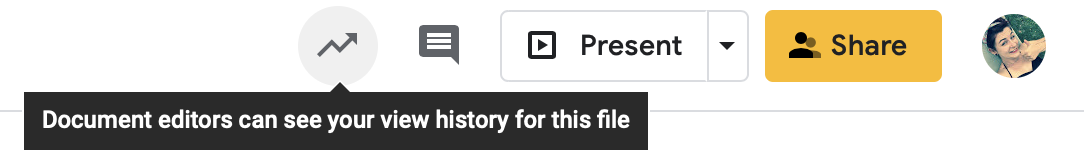 Present
Share
Document editors can see your view history for this file